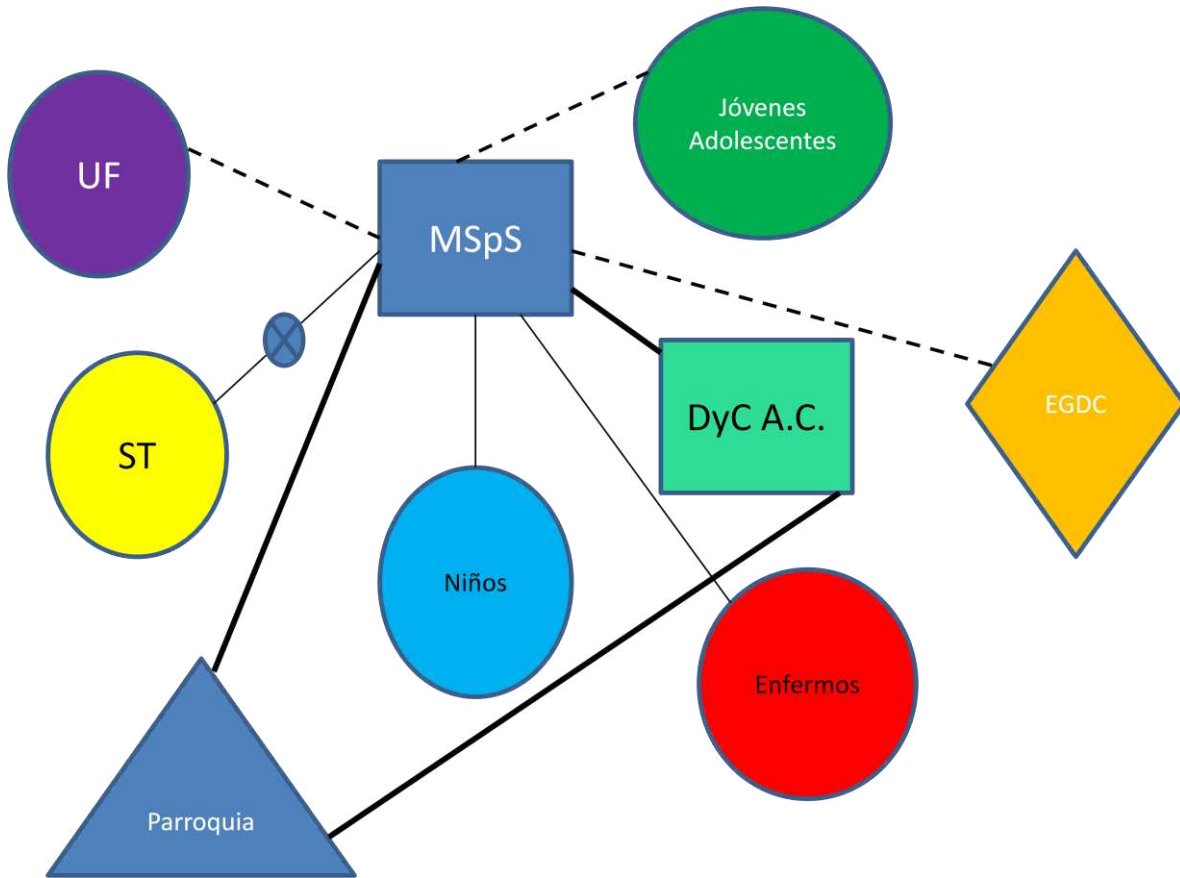 Jóvenes
Adolescentes
UF
MSpS
EGDC
DyC A.C.
ST
Niños
Enfermos
Parroquia